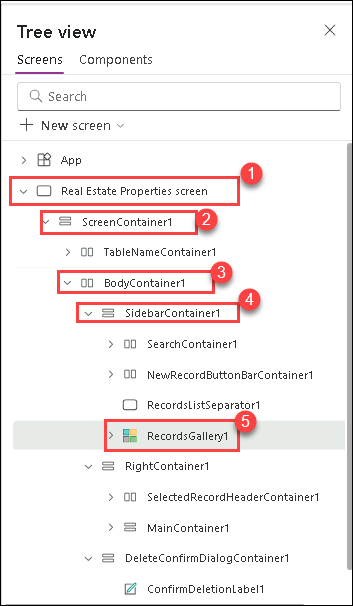 Tree view
Screens Components
Search
New screen
App
1
Real Estate Properties screen
ScreenContainer1 2
TableNameContainer1
3
BodyContainer1
SidebarContainer1 4
SearchContainer1
NewRecordButtonBarContainer1
RecordsListSeparator1
5
RecordsGallery1
RightContainer1
SelectedRecordHeaderContainer1
MainContainer1
DeleteConfirmDialogContainer1
ConfirmDeletionLabel1